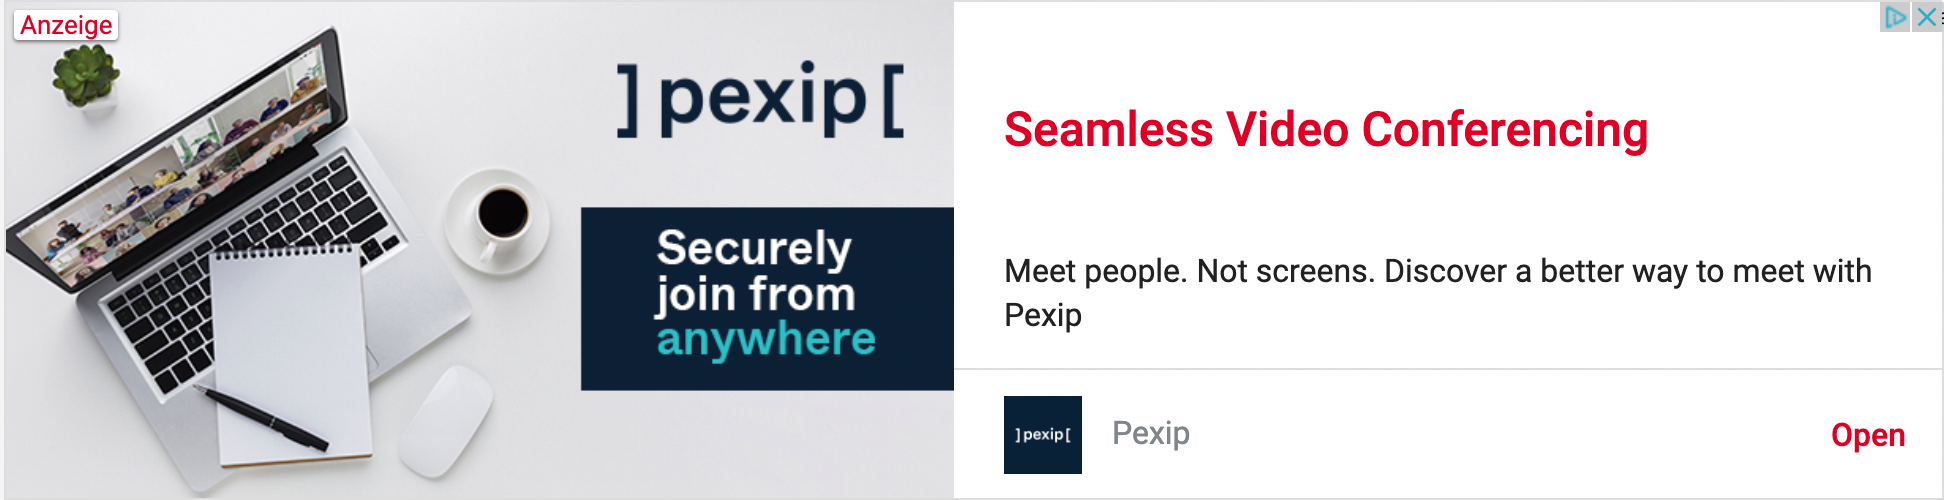 Anzeige
]pexip[
Securely
join from
anywhere
Seamless Video Conferencing
Meet people. Not screens. Discover a better way to meet with
Pexip
]pexip[
Pexip
Open